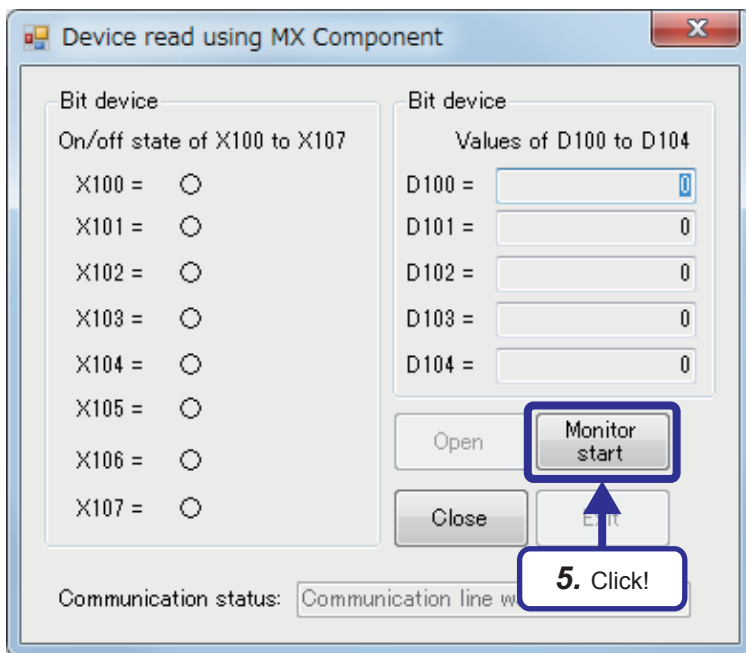 Device read using MX Component
Bit device
On/off state of X100 to X107
X100 =
X101 =
X102 =
X103 =
X104 =
X105 =
X106 =
X107 =
Bit device
Values of D100 to D104
D100 = 0
D101 = 0
D102 = 0
D103 = 0
D104 = 0
Open
Monitor
start
Close
5. Click!
Communication status: Communication line